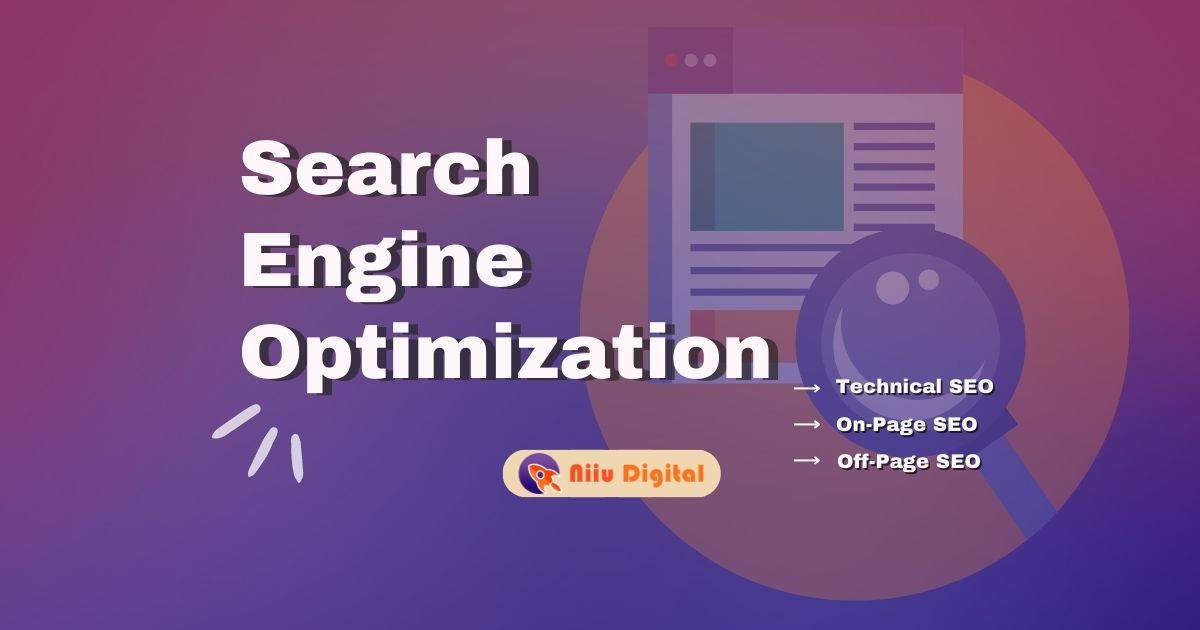 Search
Engine
Optimization
Technical SEO
On-Page SEO
Off-Page SEO
Niiu Digital